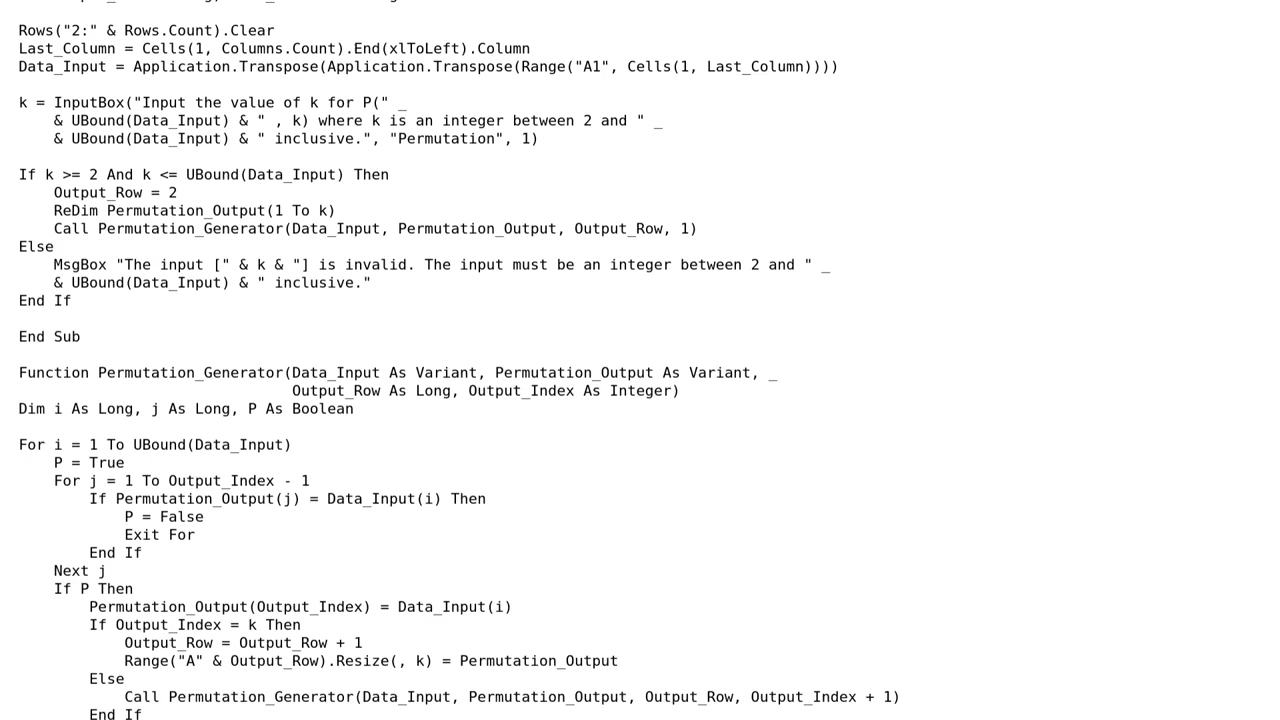 Rows("2:" & Rows.Count).Clear
Last_Column = Cells(1, Columns.Count).End(xlToLeft).Column
Data_Input = Application.Transpose(Application.Transpose(Range("A1", Cells(1, Last_Column))))

k = InputBox("Input the value of k for P(" _
    & UBound(Data_Input) & " , k) where k is an integer between 2 and " _
    & UBound(Data_Input) & " inclusive.", "Permutation", 1)

If k >= 2 And k <= UBound(Data_Input) Then
    Output_Row = 2
    ReDim Permutation_Output(1 To k)
    Call Permutation_Generator(Data_Input, Permutation_Output, Output_Row, 1)
Else
    MsgBox "The input [" & k & "] is invalid. The input must be an integer between 2 and " _
    & UBound(Data_Input) & " inclusive."
End If

End Sub

Function Permutation_Generator(Data_Input As Variant, Permutation_Output As Variant, _
                               Output_Row As Long, Output_Index As Integer)
Dim i As Long, j As Long, P As Boolean

For i = 1 To UBound(Data_Input)
    P = True
    For j = 1 To Output_Index - 1
        If Permutation_Output(j) = Data_Input(i) Then
            P = False
            Exit For
        End If
    Next j
    If P Then
        Permutation_Output(Output_Index) = Data_Input(i)
        If Output_Index = k Then
            Output_Row = Output_Row + 1
            Range("A" & Output_Row).Resize(, k) = Permutation_Output
        Else
            Call Permutation_Generator(Data_Input, Permutation_Output, Output_Row, Output_Index + 1)
        End If